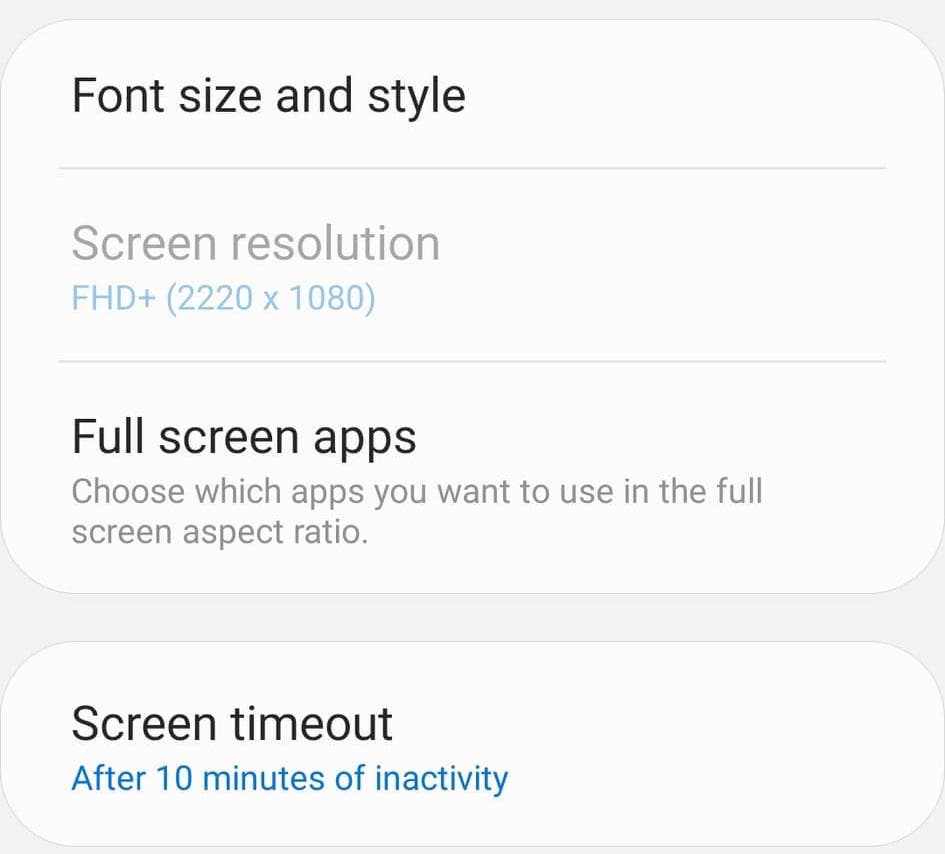 Font size and style
Screen resolution
FHD+ (2220 x 1080)
Full screen apps
Choose which apps you want to use in the full
screen aspect ratio.
Screen timeout
After 10 minutes of inactivity